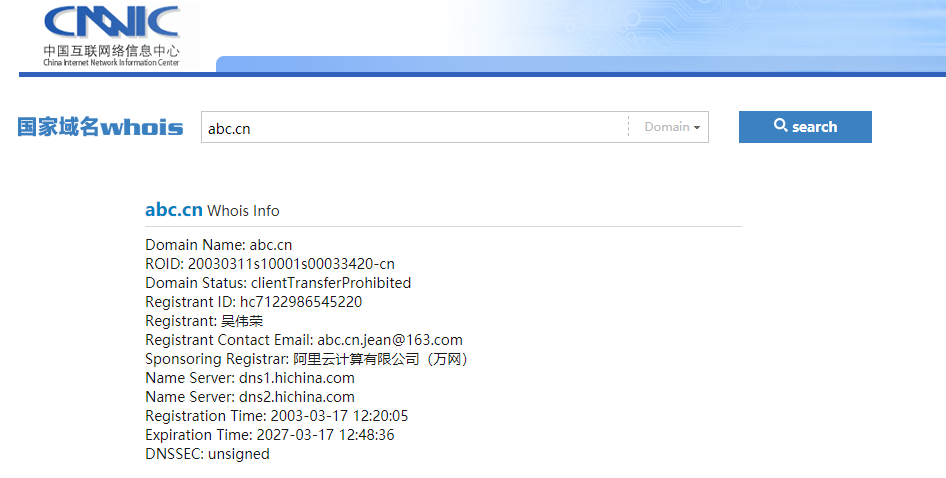 CNNIC
中国互联网络信息中心
China Internet Network Information Center
国家域名whois
abc.cn
Domain
search
abc.cn Whois Info
Domain Name: abc.cn
ROID: 20030311s10001s00033420-cn
Domain Status: clientTransferProhibited
Registrant ID: hc7122986545220
Registrant: 吴伟荣
Registrant Contact Email: abc.cn.jean@163.com
Sponsoring Registrar: 阿里云计算有限公司（万网）
Name Server: dns1.hichina.com
Name Server: dns2.hichina.com
Registration Time: 2003-03-17 12:20:05
Expiration Time: 2027-03-17 12:48:36
DNSSEC: unsigned